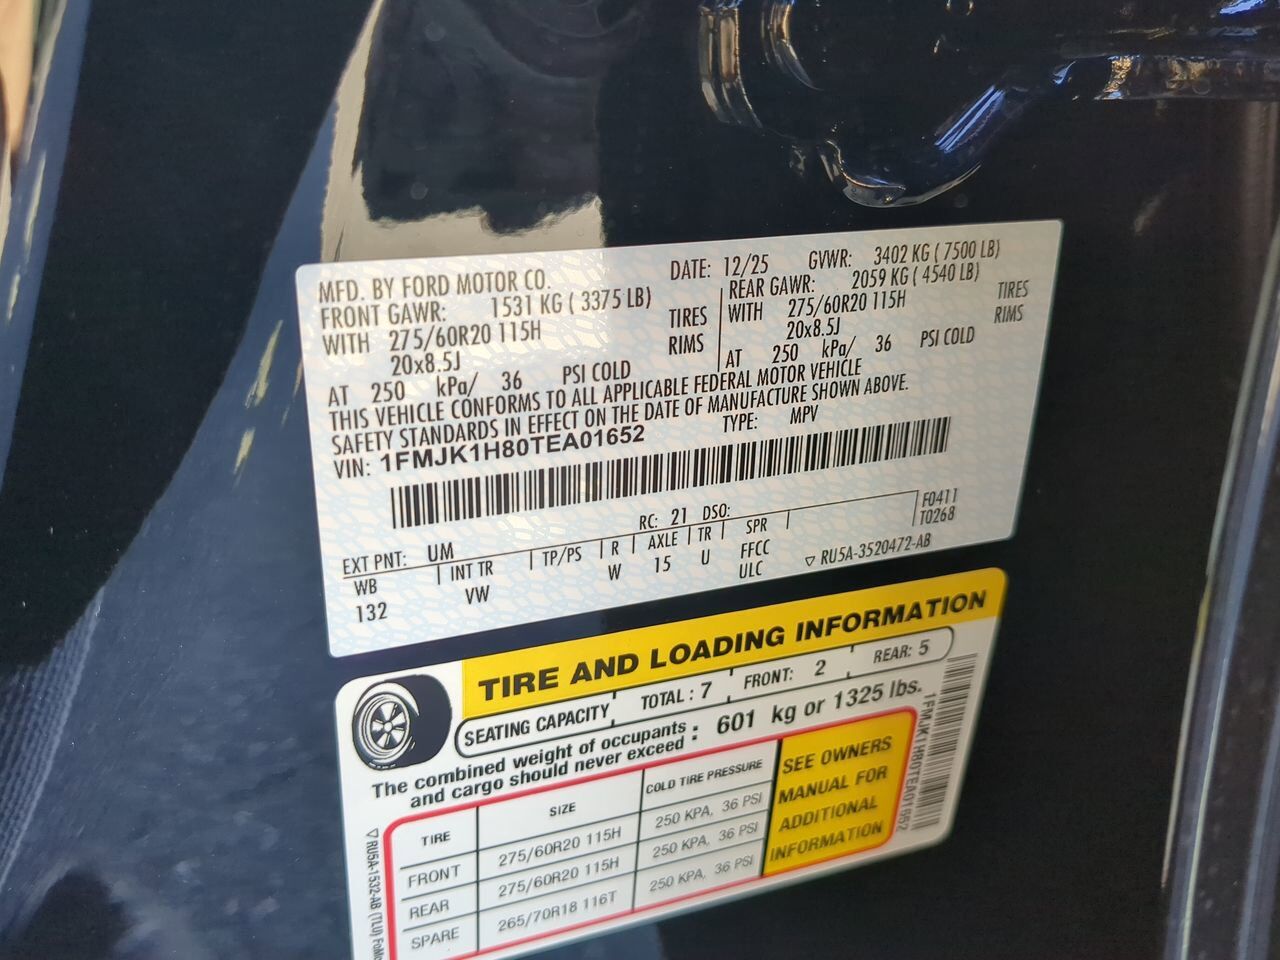 MFD. BY FORD MOTOR CO.
DATE: 12/25 GVWR: 3402 KG ( 7500 LB)
FRONT GAWR: 1531 KG ( 3375 LB)
REAR GAWR: 2059 KG ( 4540 LB)
WITH 275/60R20 115H TIRES
WITH 275/60R20 115H TIRES
20x8.5J RIMS
20x8.5J RIMS
AT 250 kPa/ 36 PSI COLD
AT 250 kPa/ 36 PSI COLD
THIS VEHICLE CONFORMS TO ALL APPLICABLE FEDERAL MOTOR VEHICLE
SAFETY STANDARDS IN EFFECT ON THE DATE OF MANUFACTURE SHOWN ABOVE.
VIN: 1FMJK1H80TEA01652 TYPE: MPV
EXT PNT: UM RC: 21 DSO: F0411
WB INT TR TP/PS R AXLE TR SPR T0268
132 VW W 15 U FFCC
ULC ▽ RU5A-3520472-AB
TIRE AND LOADING INFORMATION
SEATING CAPACITY TOTAL : 7 FRONT: 2 REAR: 5
The combined weight of occupants
and cargo should never exceed : 601 kg or 1325 lbs.
TIRE SIZE COLD TIRE PRESSURE
FRONT 275/60R20 115H 250 KPA, 36 PSI
REAR 275/60R20 115H 250 KPA, 36 PSI
SPARE 265/70R18 116T 250 KPA, 36 PSI
SEE OWNERS
MANUAL FOR
ADDITIONAL
INFORMATION
1FMJK1H80TEA01652
▽ RU5A-1532-AB (TLU)